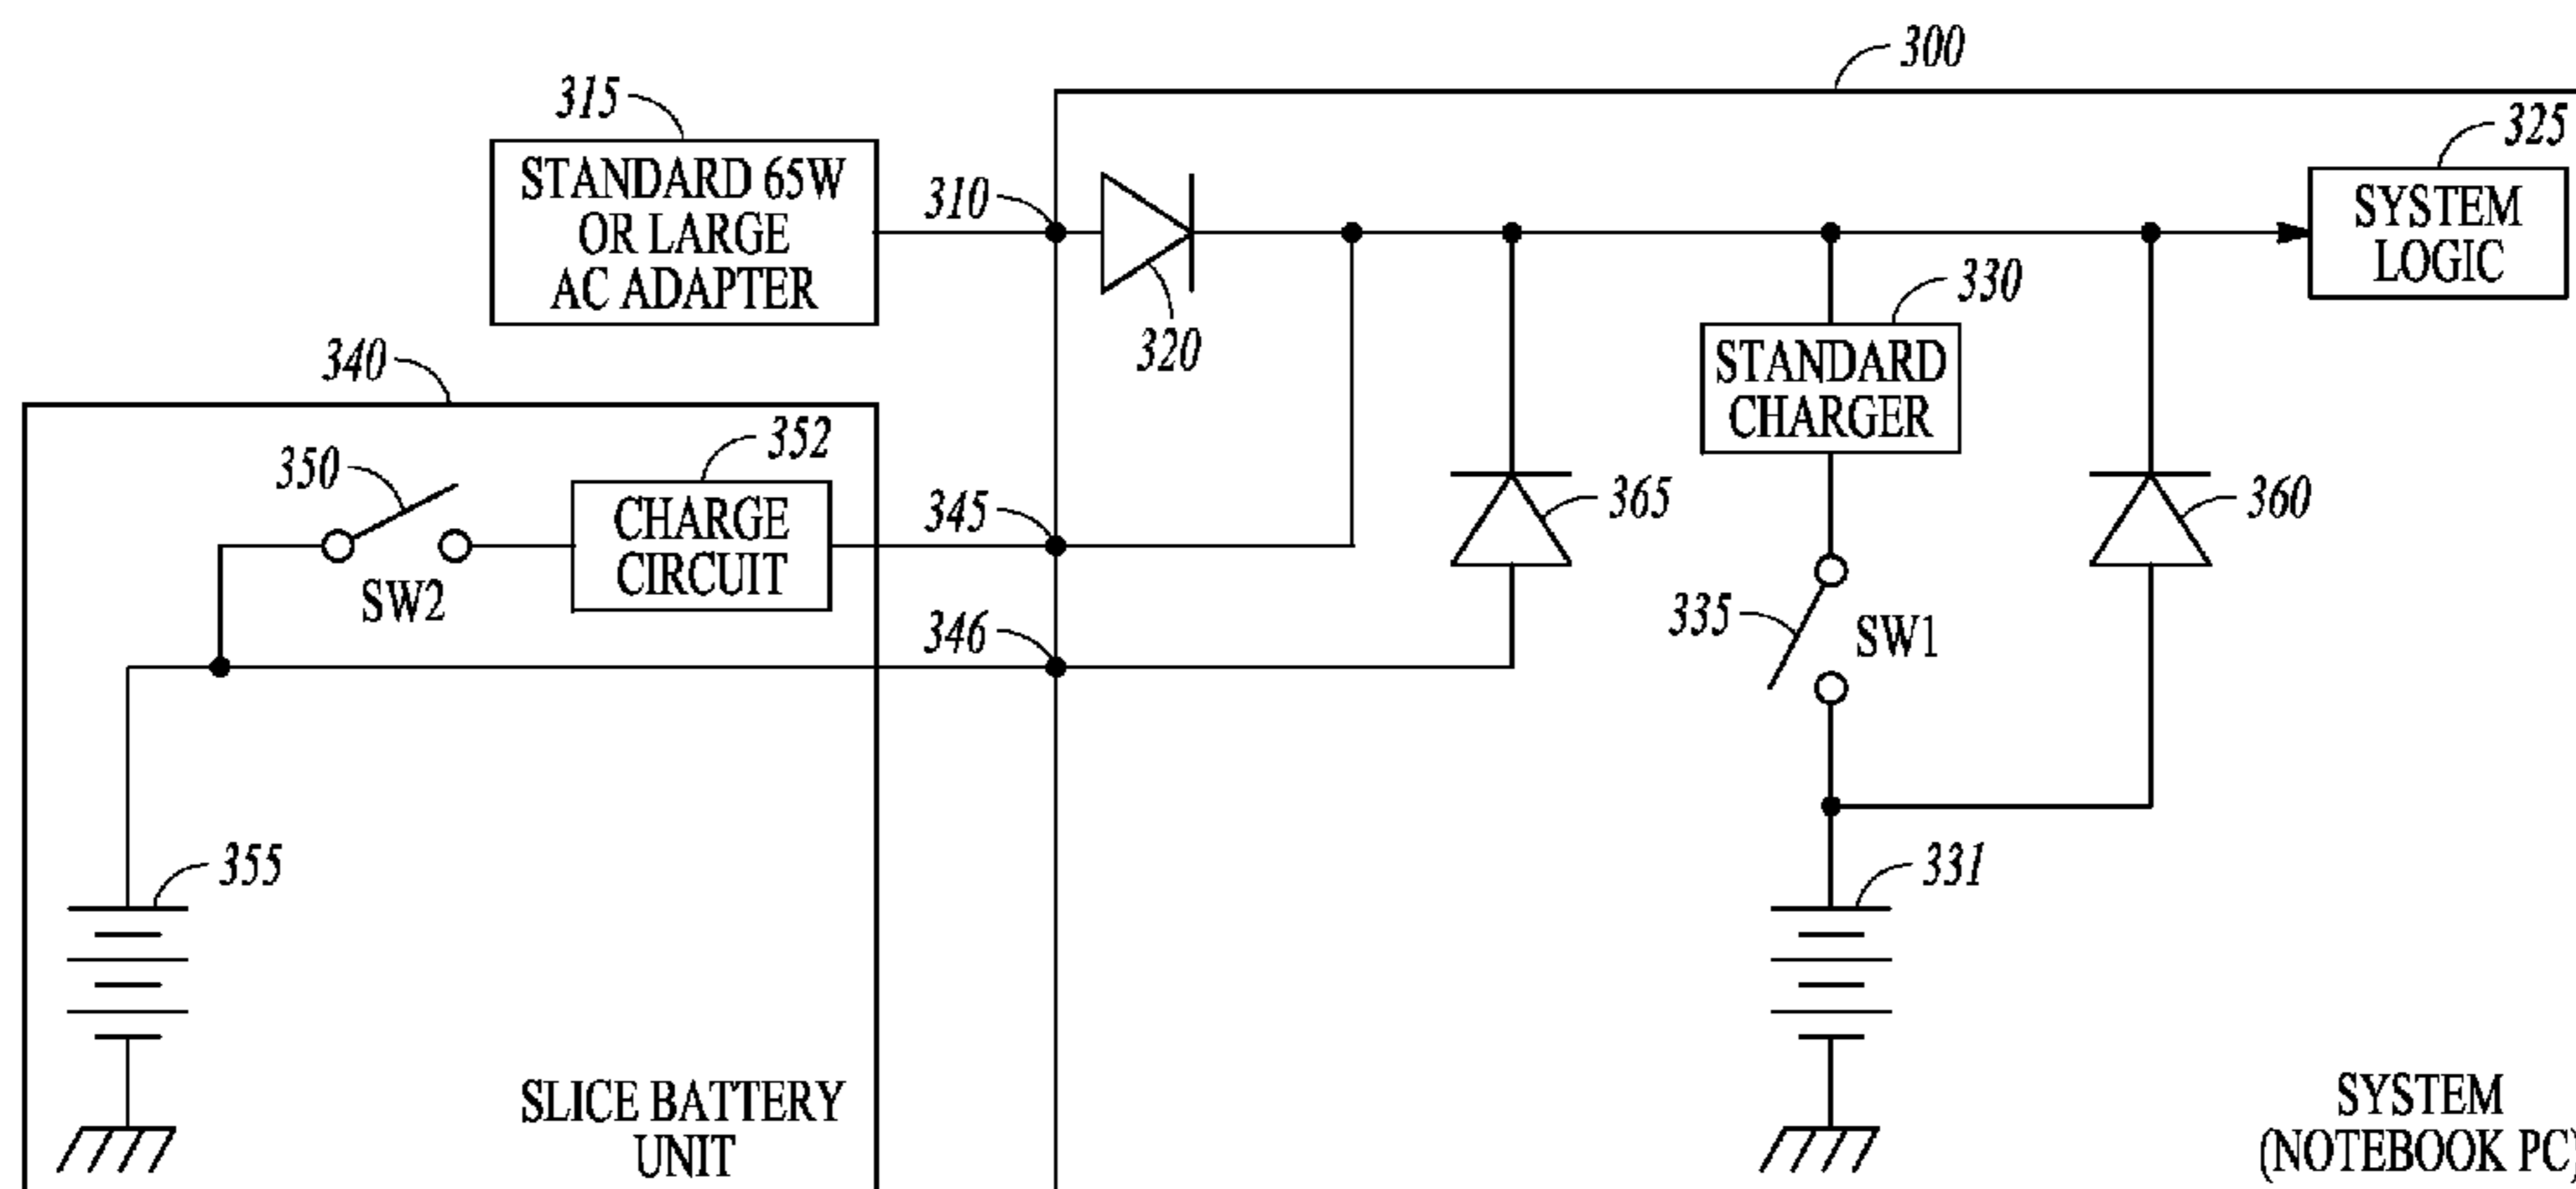 300
315
325
STANDARD 65W
OR LARGE
AC ADAPTER
310
SYSTEM
LOGIC
320
330
340
STANDARD
CHARGER
352
350
CHARGE
CIRCUIT
345
365
360
SW2
346
335
SW1
355
331
SLICE BATTERY
UNIT
SYSTEM
(NOTEBOOK PC)